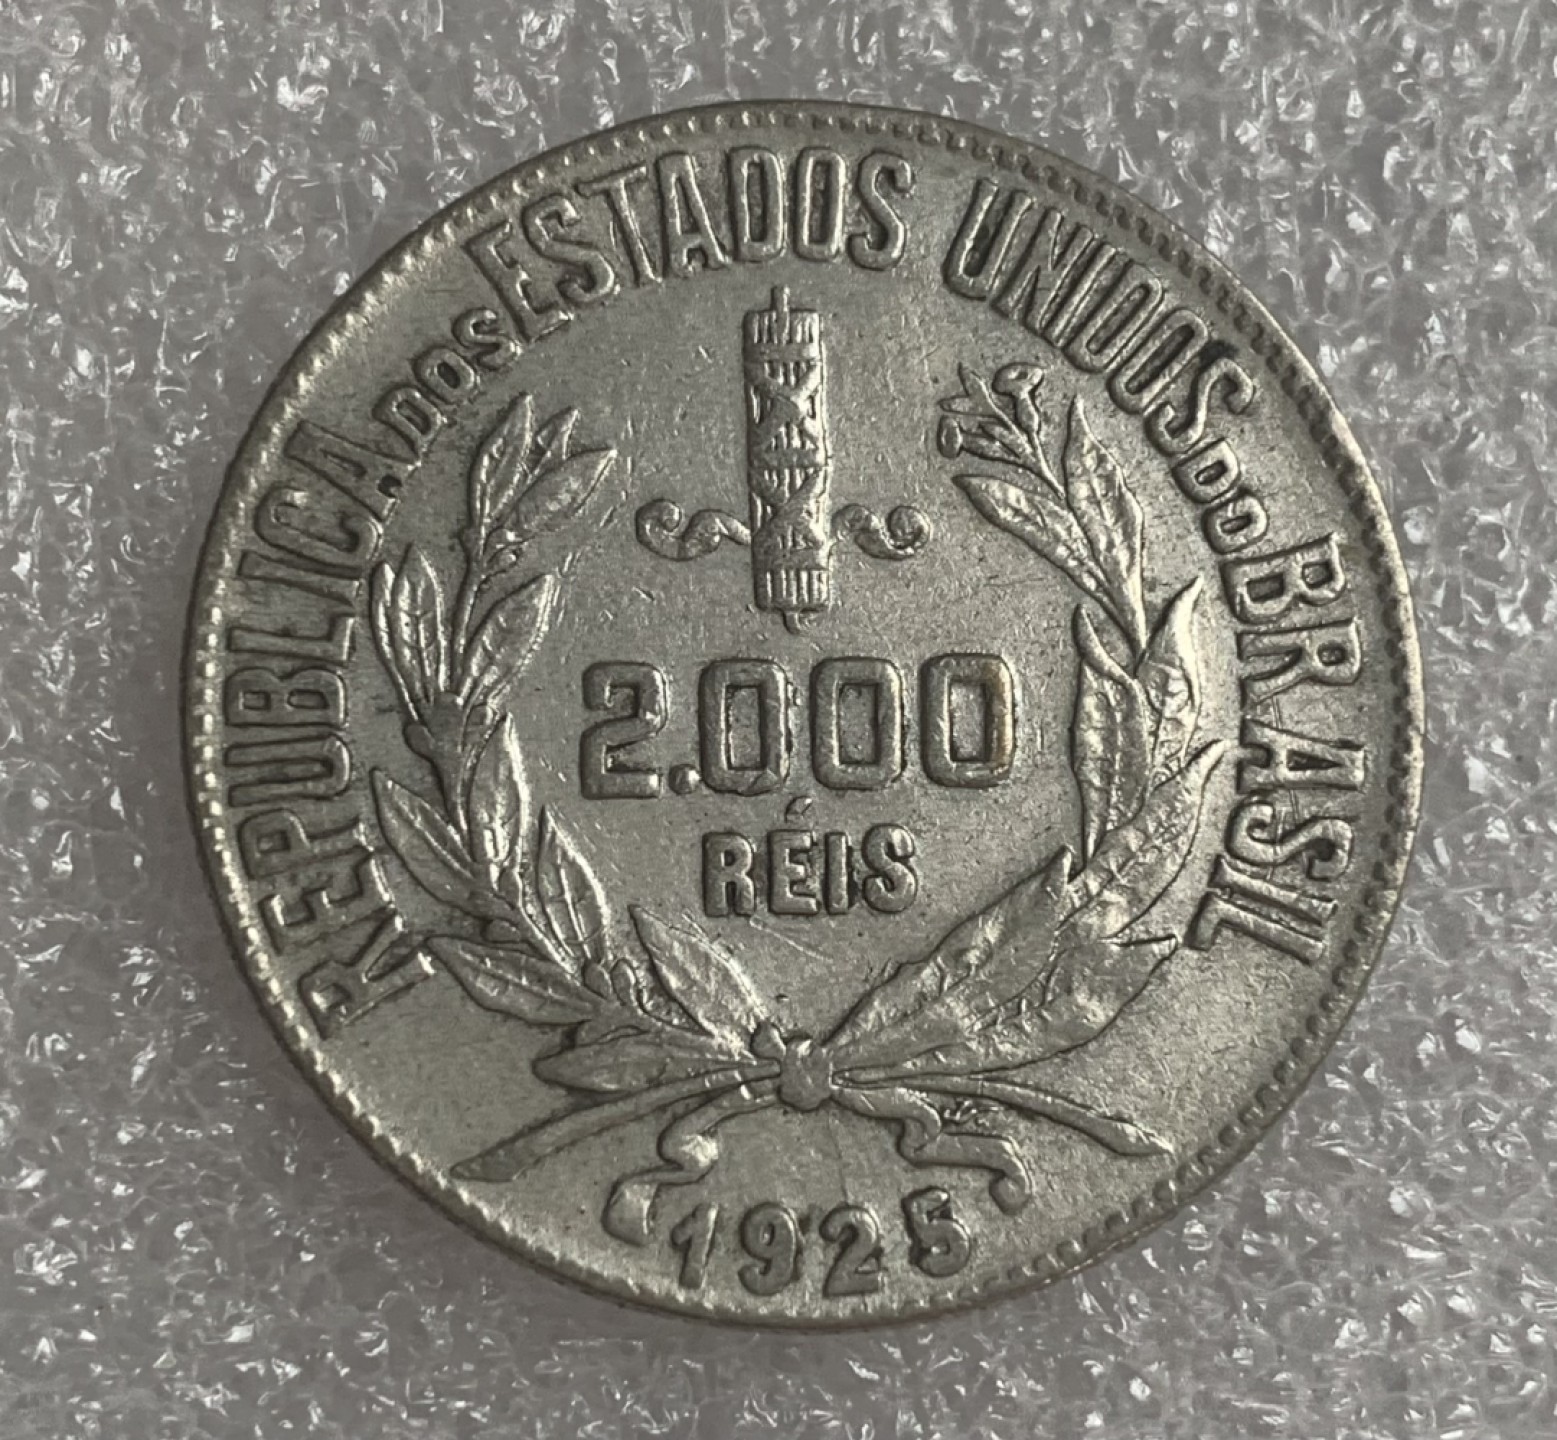 REPUBLICA DOS ESTADOS UNIDOS DO BRASIL
2.000
RÉIS
1925